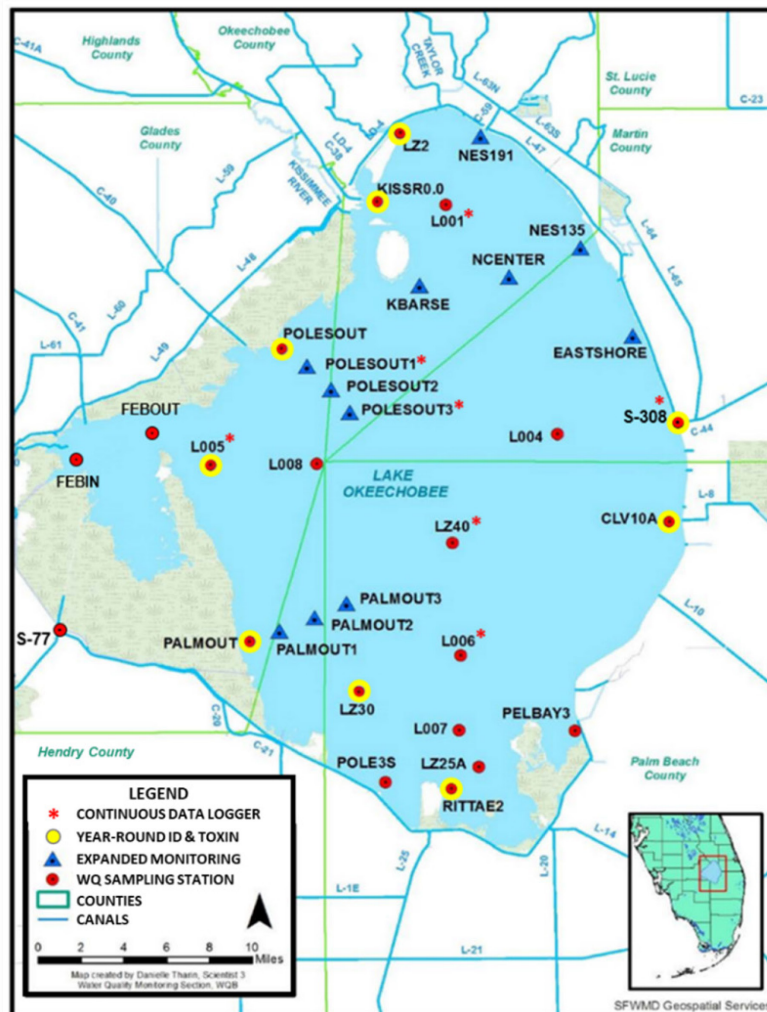 Okeechobee
County
Highlands
County
C-41A
TAYLOR
CREEK
L-63N
St. Lucie
County
C-23
C-59
L-63S
Martin
County
LD-4
Glades
County
LD-4
C-38
LZ2
NES191
L-47
L-59
KISSIMMEE
RIVER
C-40
KISSR0.0
L001*
NES135
L-64
NCENTER
L-65
L-48
KBARSE
L-60
C-41
POLESOUT
EASTSHORE
L-61
L-49
POLESOUT1*
POLESOUT2
POLESOUT3*
*
S-308
FEBOUT
C-44
L004
L005*
L008
FEBIN
LAKE
OKEECHOBEE
L-8
CLV10A
LZ40*
L-10
PALMOUT3
PALMOUT2
S-77
PALMOUT
PALMOUT1
L006*
LZ30
PELBAY3
C-20
L007
Hendry County
C-21
POLE3S
LZ25A
Palm Beach
County
RITTAE2
L-14
L-25
L-20
L-1E
L-21
LEGEND
* CONTINUOUS DATA LOGGER
YEAR-ROUND ID & TOXIN
EXPANDED MONITORING
WQ SAMPLING STATION
COUNTIES
CANALS
0 2 4 6 8 10
Miles
Map created by Danielle Tharin, Scientist 3
Water Quality Monitoring Section, WQB
SFWMD Geospatial Services